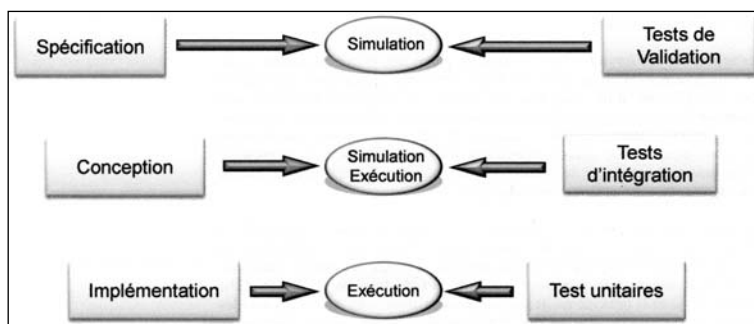 Spécification
Simulation
Tests de
Validation
Conception
Simulation
Exécution
Tests
d'intégration
Implémentation
Exécution
Test unitaires